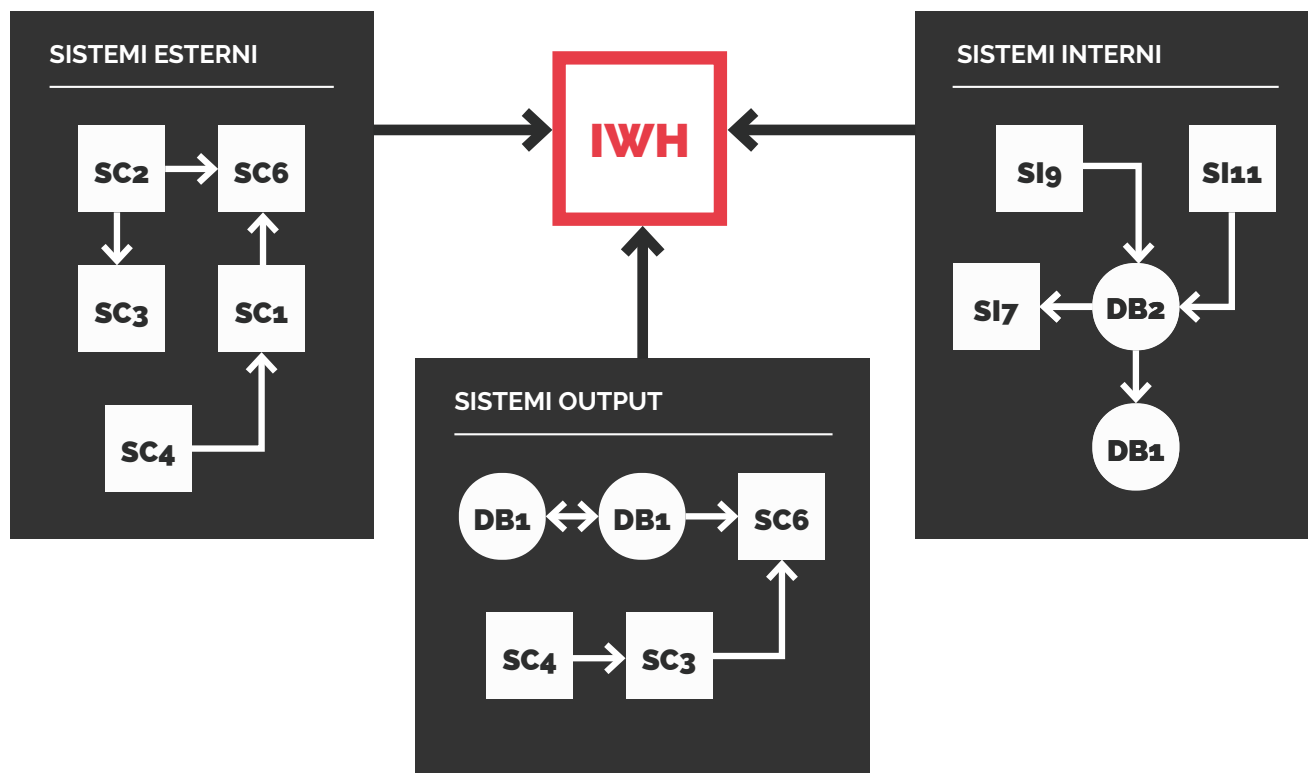 SISTEMI ESTERNI
SC2
SC6
SC3
SC1
SC4
IWH
SISTEMI INTERNI
SI9
SI11
SI7
DB2
DB1
SISTEMI OUTPUT
DB1
DB1
SC6
SC4
SC3